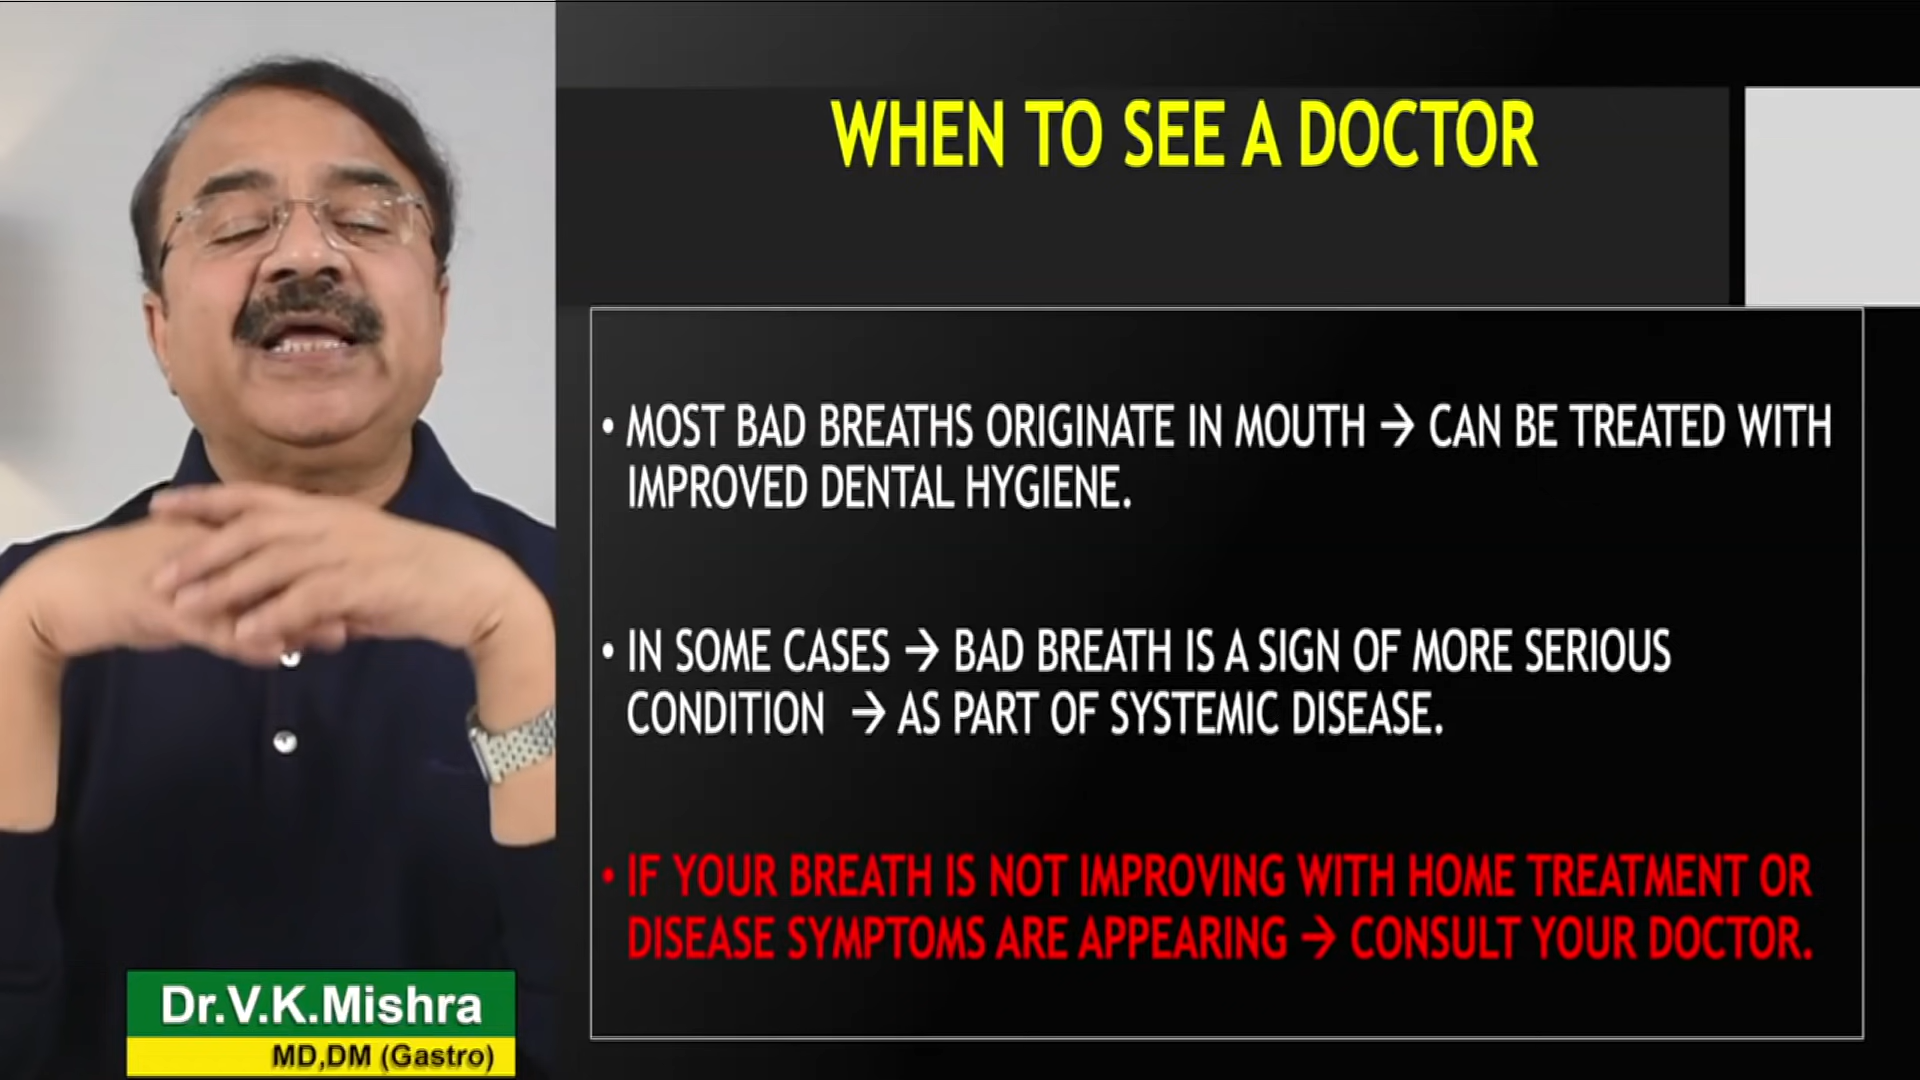 WHEN TO SEE A DOCTOR
• MOST BAD BREATHS ORIGINATE IN MOUTH → CAN BE TREATED WITH
IMPROVED DENTAL HYGIENE.
• IN SOME CASES → BAD BREATH IS A SIGN OF MORE SERIOUS
CONDITION → AS PART OF SYSTEMIC DISEASE.
• IF YOUR BREATH IS NOT IMPROVING WITH HOME TREATMENT OR
DISEASE SYMPTOMS ARE APPEARING → CONSULT YOUR DOCTOR.
Dr.V.K.Mishra
MD,DM (Gastro)